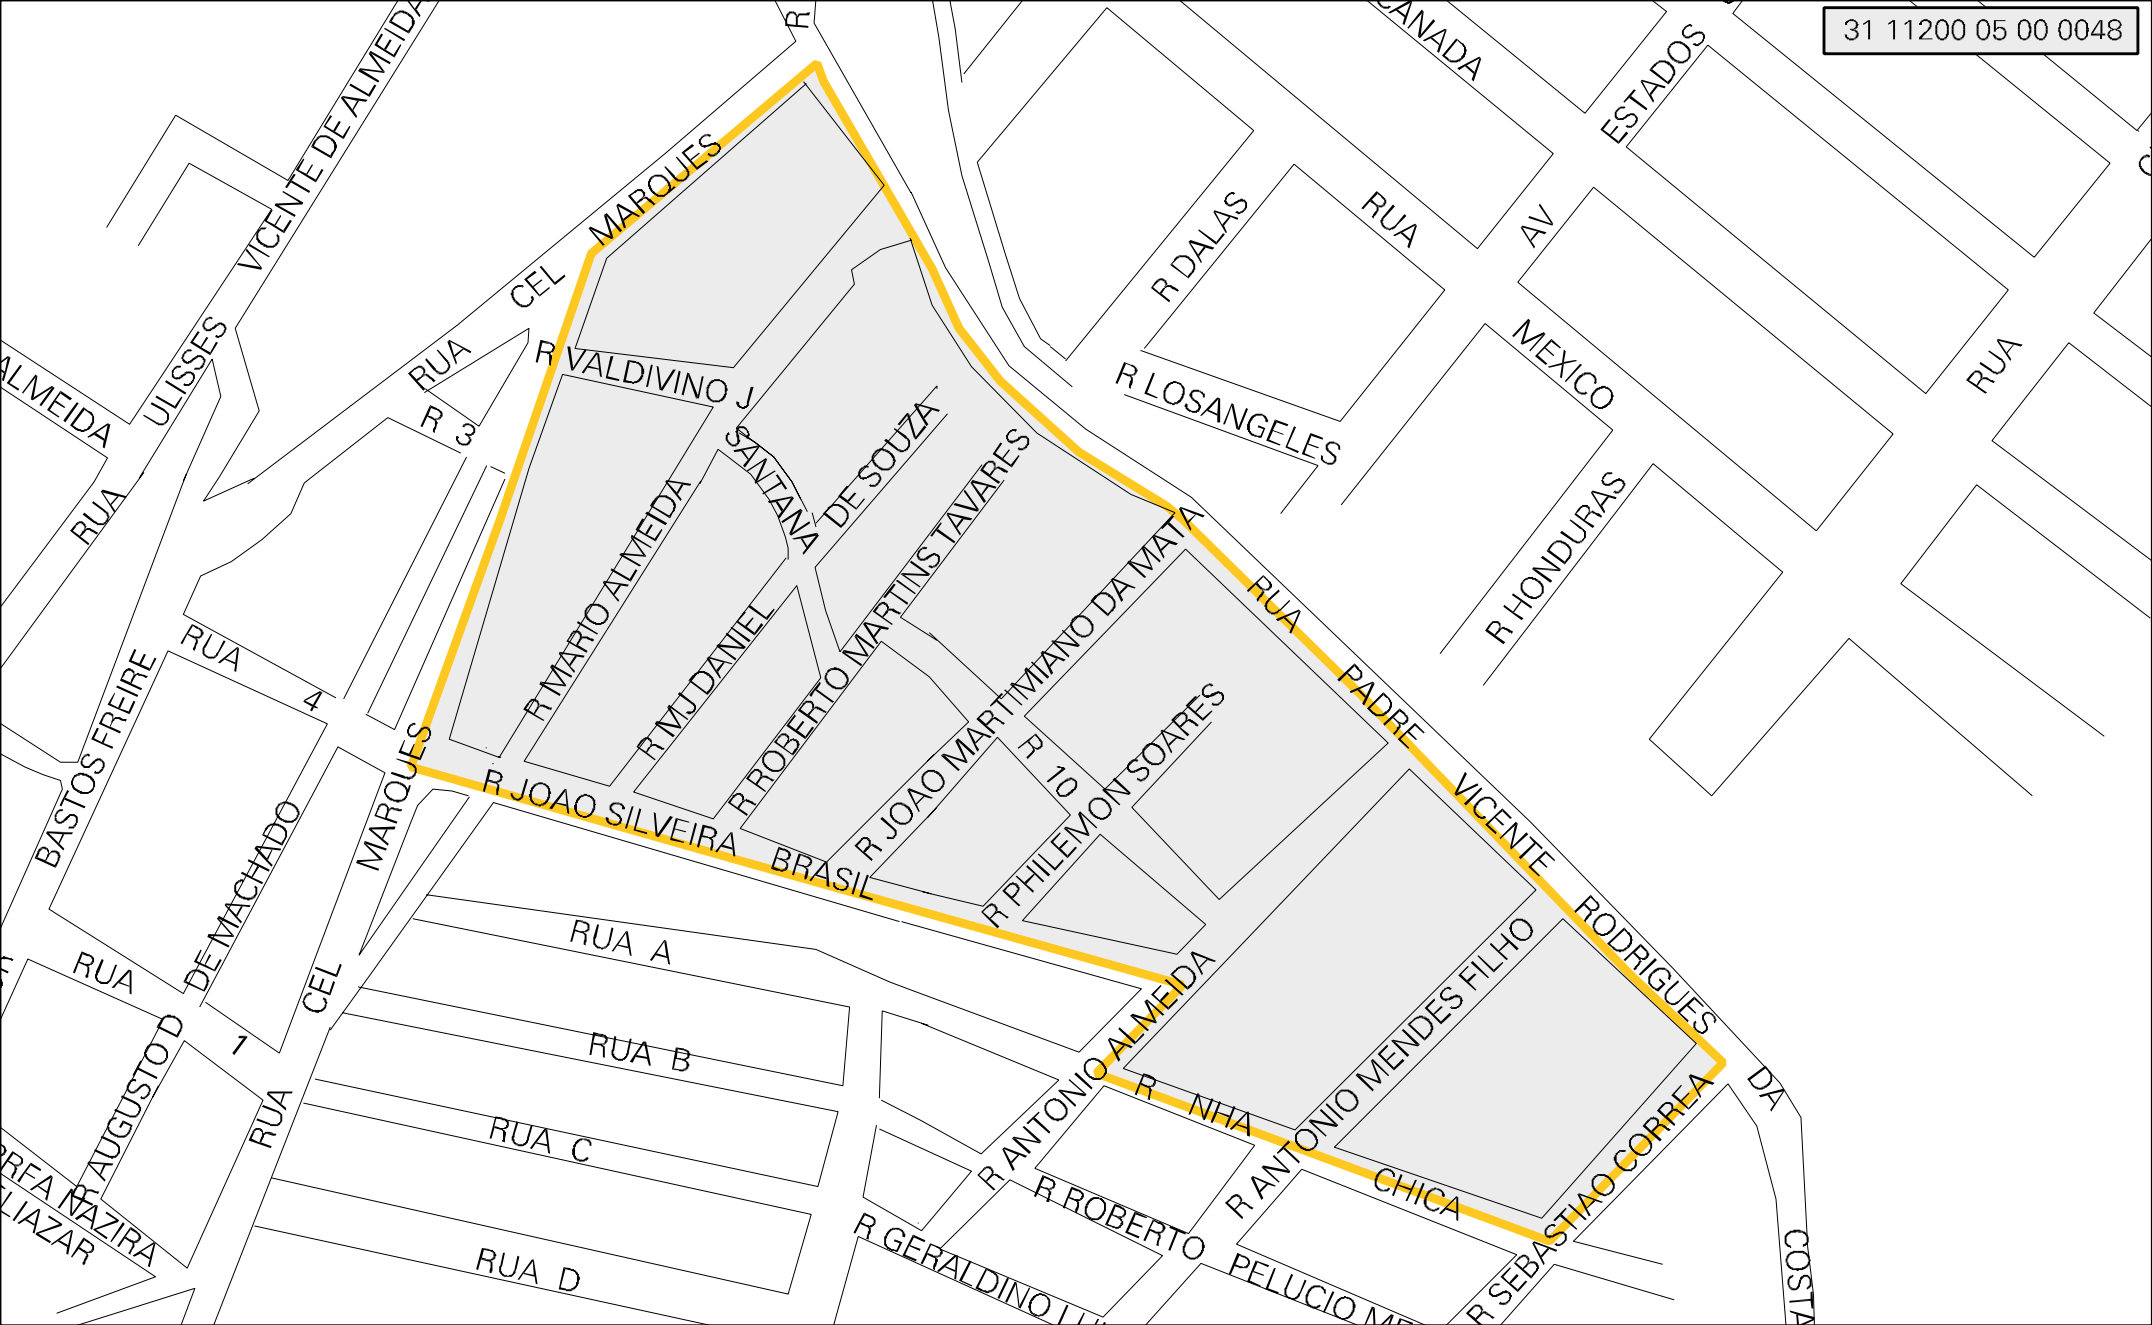 31 11200 05 00 0048
R
CANADA
ESTADOS
AV
VICENTE DE ALMEIDA
ULISSES
RUA
MARQUES
CEL
RUA
R DALAS
RUA
MEXICO
RUA
R LOSANGELES
R HONDURAS
ALMEIDA
R 3
R VALDIVINO J
SANTANA
DE SOUZA
R MARIO ALMEIDA
R MJ DANIEL
R ROBERTO MARTINS TAVARES
R JOAO MARTIMIANO DA MATA
R 10
R PHILEMON SOARES
RUA PADRE VICENTE RODRIGUES DA COSTA
RUA 4
BASTOS FREIRE
MARQUES
CEL
RUA
R JOAO SILVEIRA BRASIL
DE MACHADO
R AUGUSTO D
RUA 1
RUA A
RUA B
RUA C
RUA D
R ANTONIO ALMEIDA
R NHA CHICA
R ANTONIO MENDES FILHO
R SEBASTIAO CORREA
R ROBERTO PELUCIO
R GERALDINO
NAZIRA